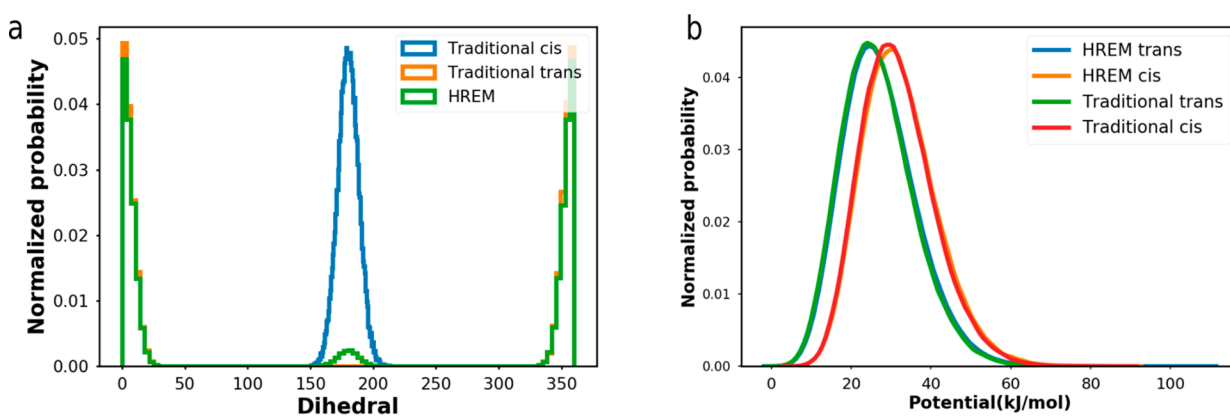 a
Normalized probability
0.05
0.04
0.03
0.02
0.01
0.00
0
50
100
150
200
250
300
350
Dihedral
Traditional cis
Traditional trans
HREM
b
Normalized probability
0.04
0.03
0.02
0.01
0.00
0
20
40
60
80
100
Potential(kJ/mol)
HREM trans
HREM cis
Traditional trans
Traditional cis